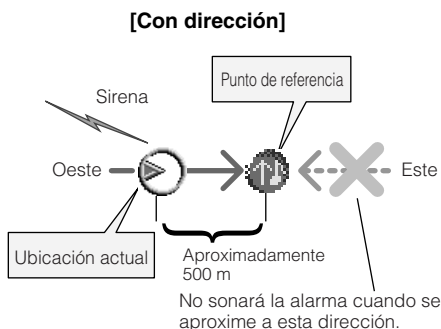 [Con dirección]
Punto de referencia
Sirena
Oeste
Este
Ubicación actual
Aproximadamente
500 m
No sonará la alarma cuando se
aproxime a esta dirección.